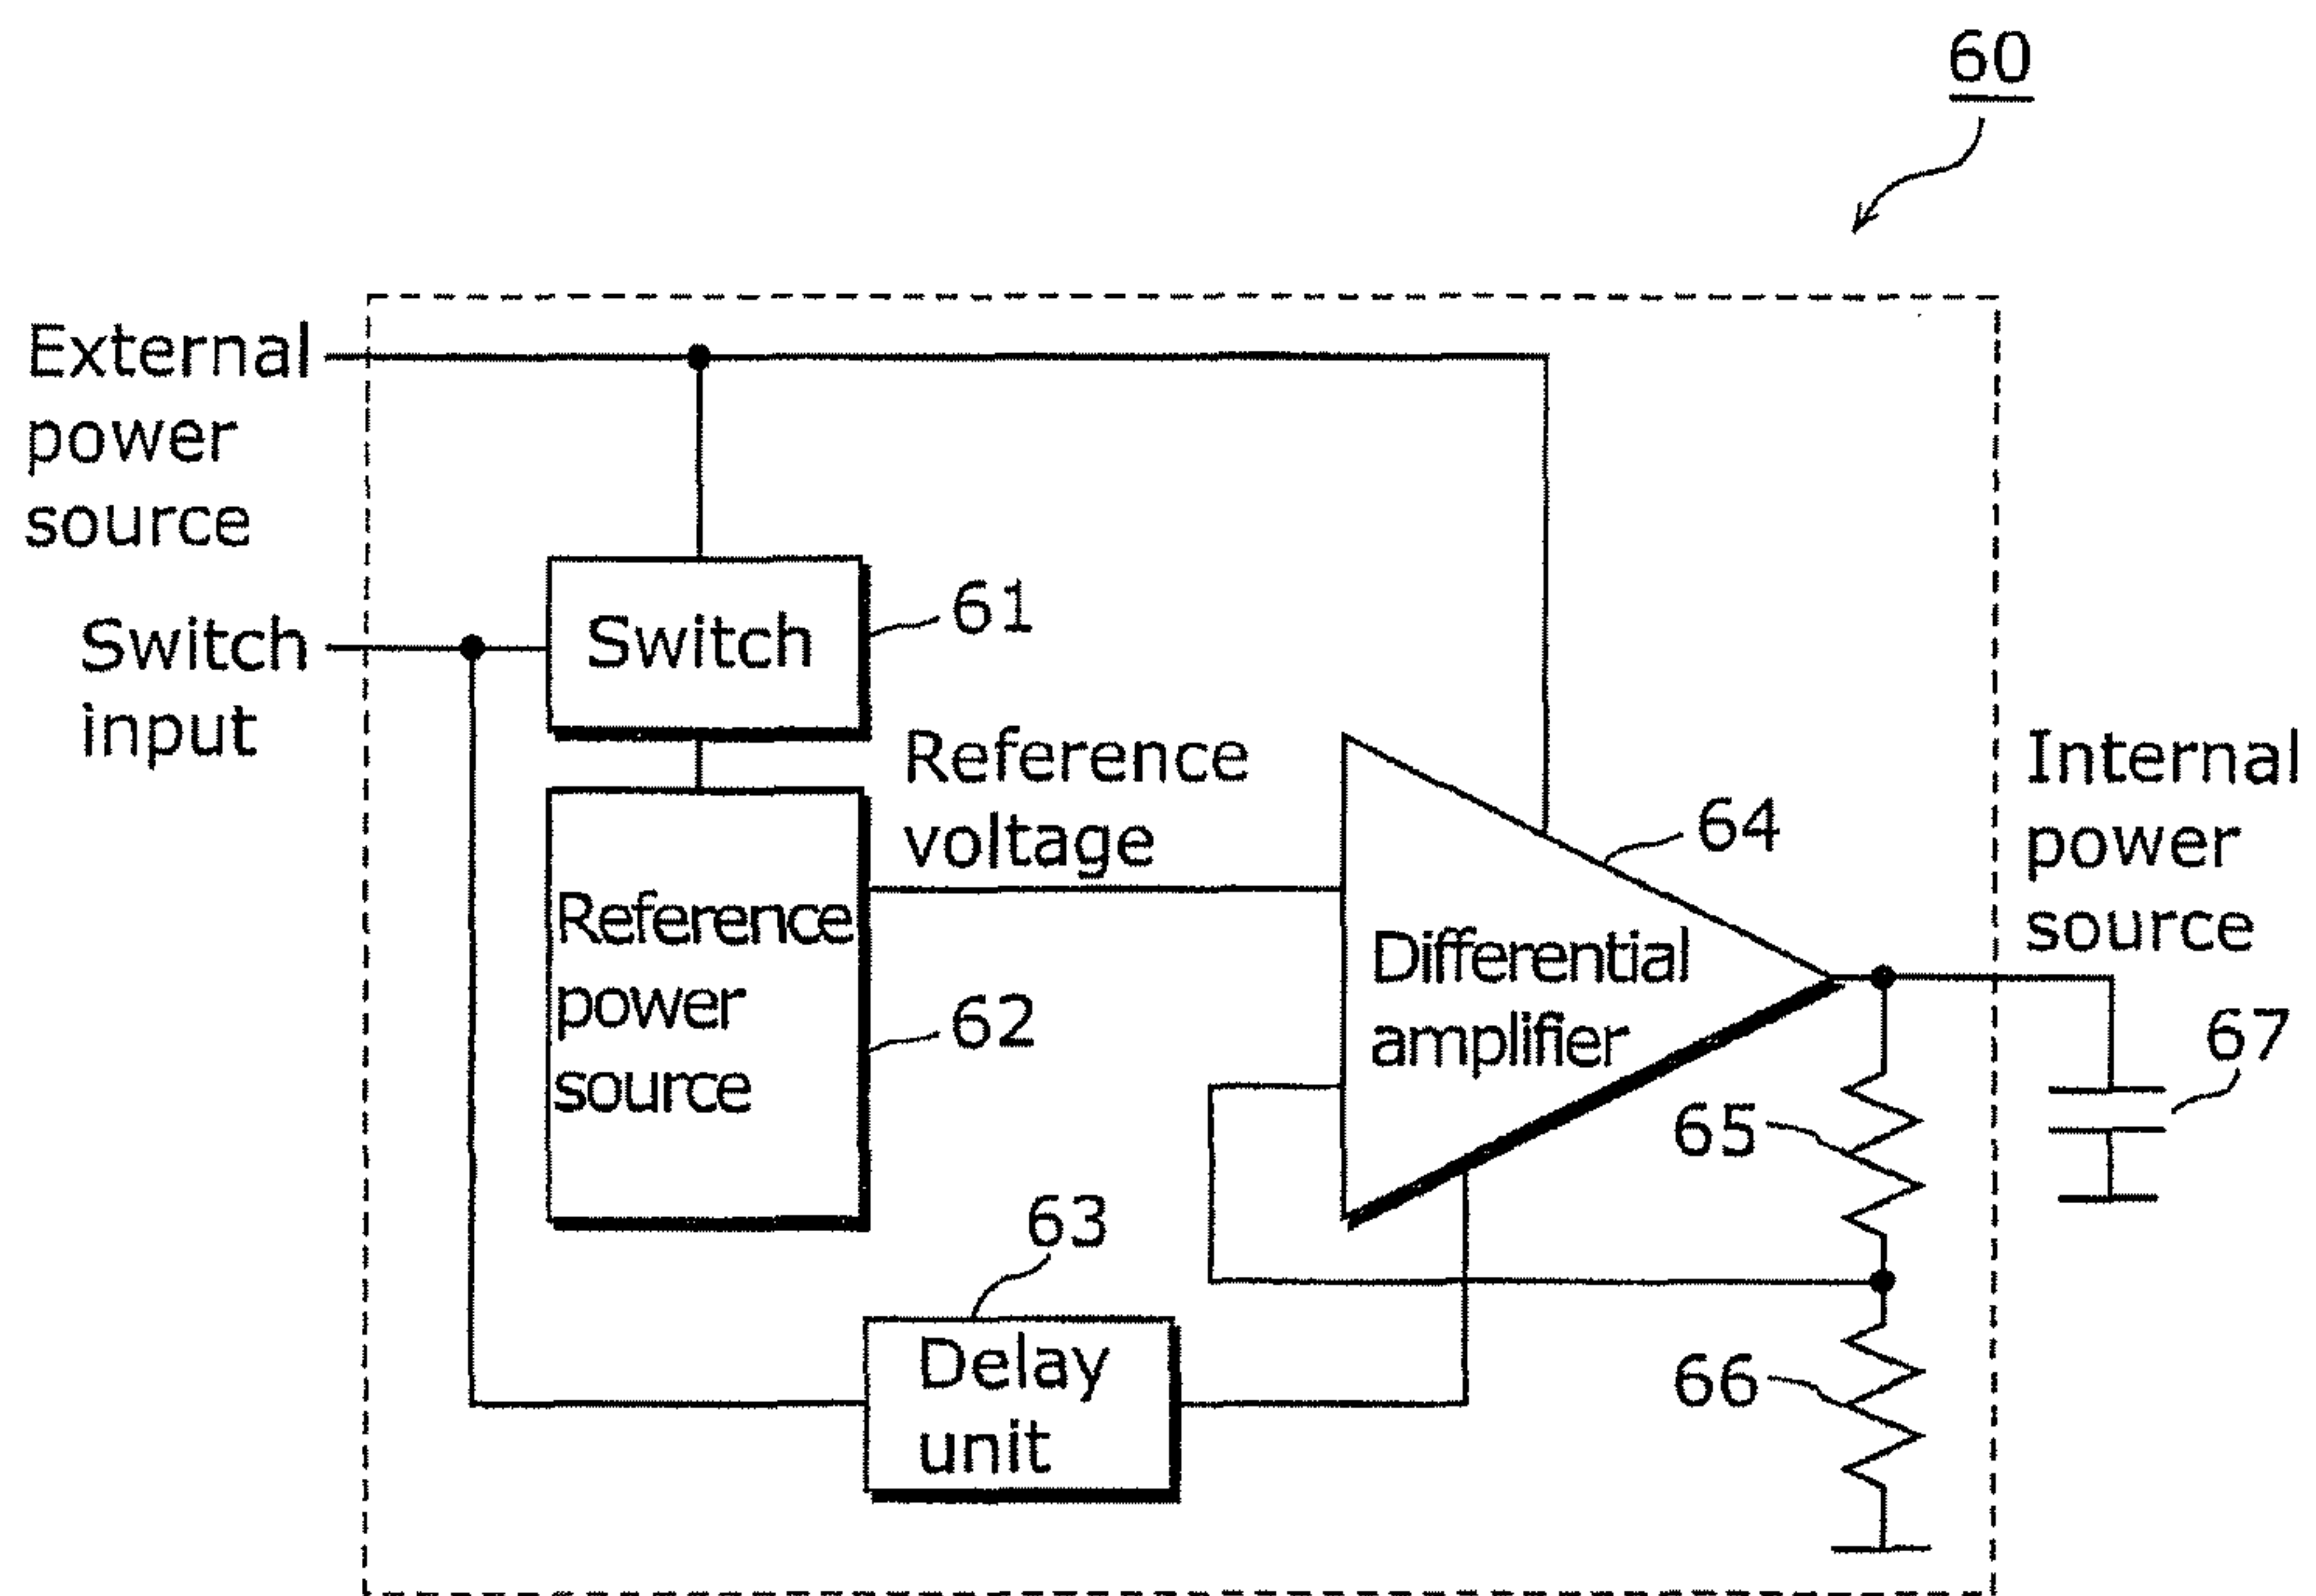 60
External
power
source
Switch
input
Switch
61
Reference
voltage
Reference
power
source
62
64
Differential
amplifier
Internal
power
source
67
65
63
Delay
unit
66